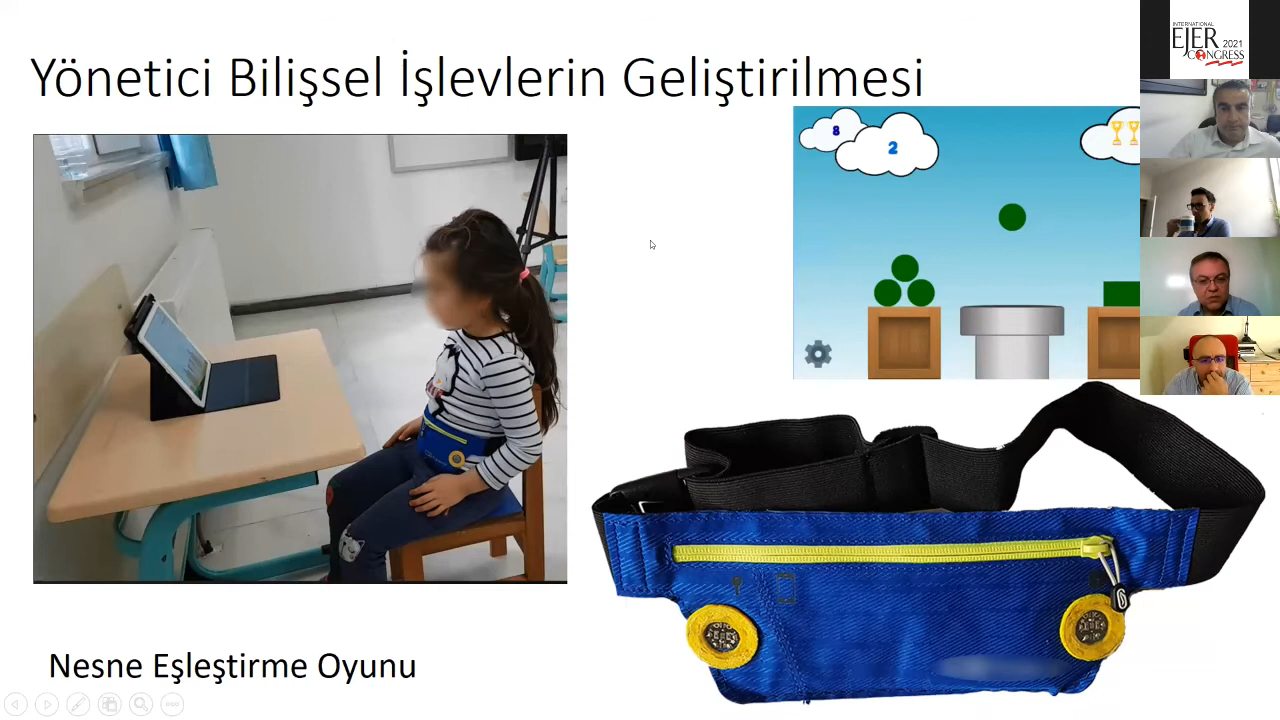 Yönetici Bilişsel İşlevlerin Geliştirilmesi
INTERNATIONAL
EJER 2021
CONGRESS
8
2
Nesne Eşleştirme Oyunu